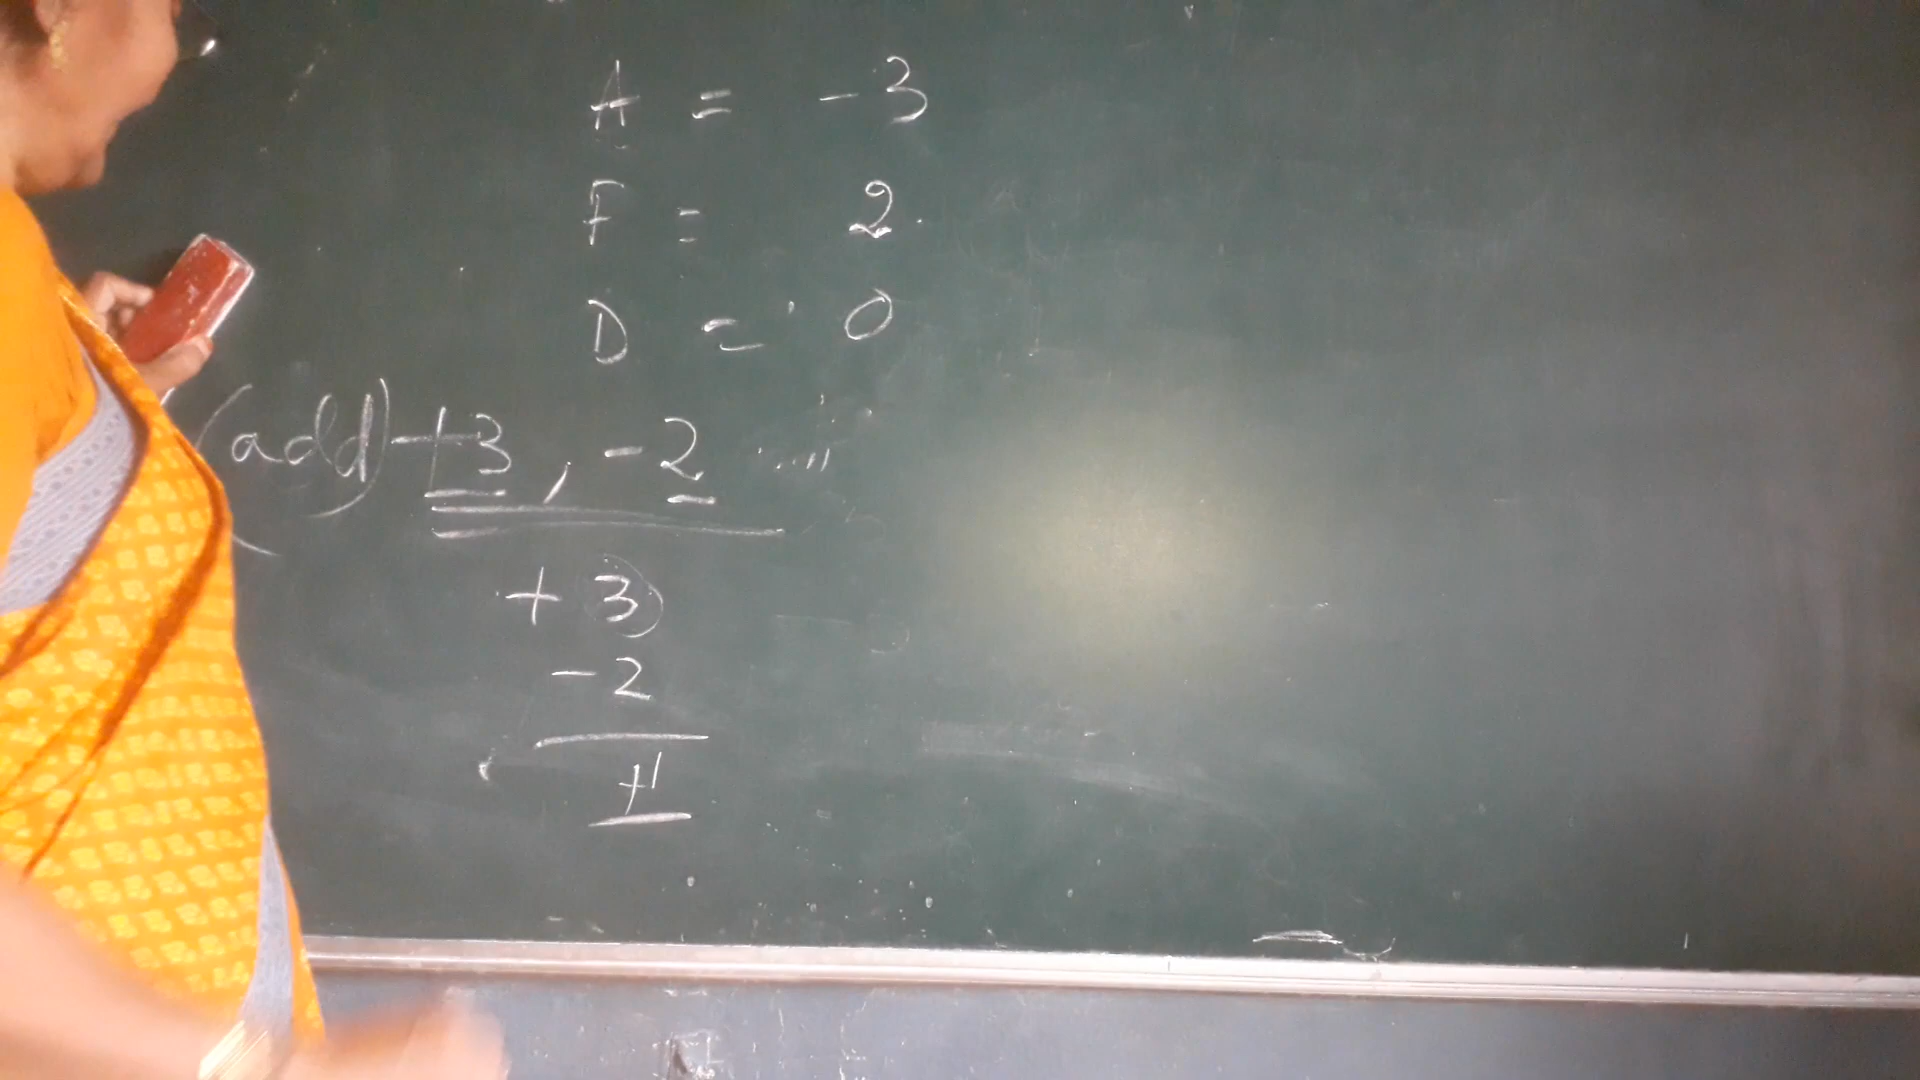 A = -3
F = 2.
D = 0
(add) +3, -2
+ 3
- 2
+1